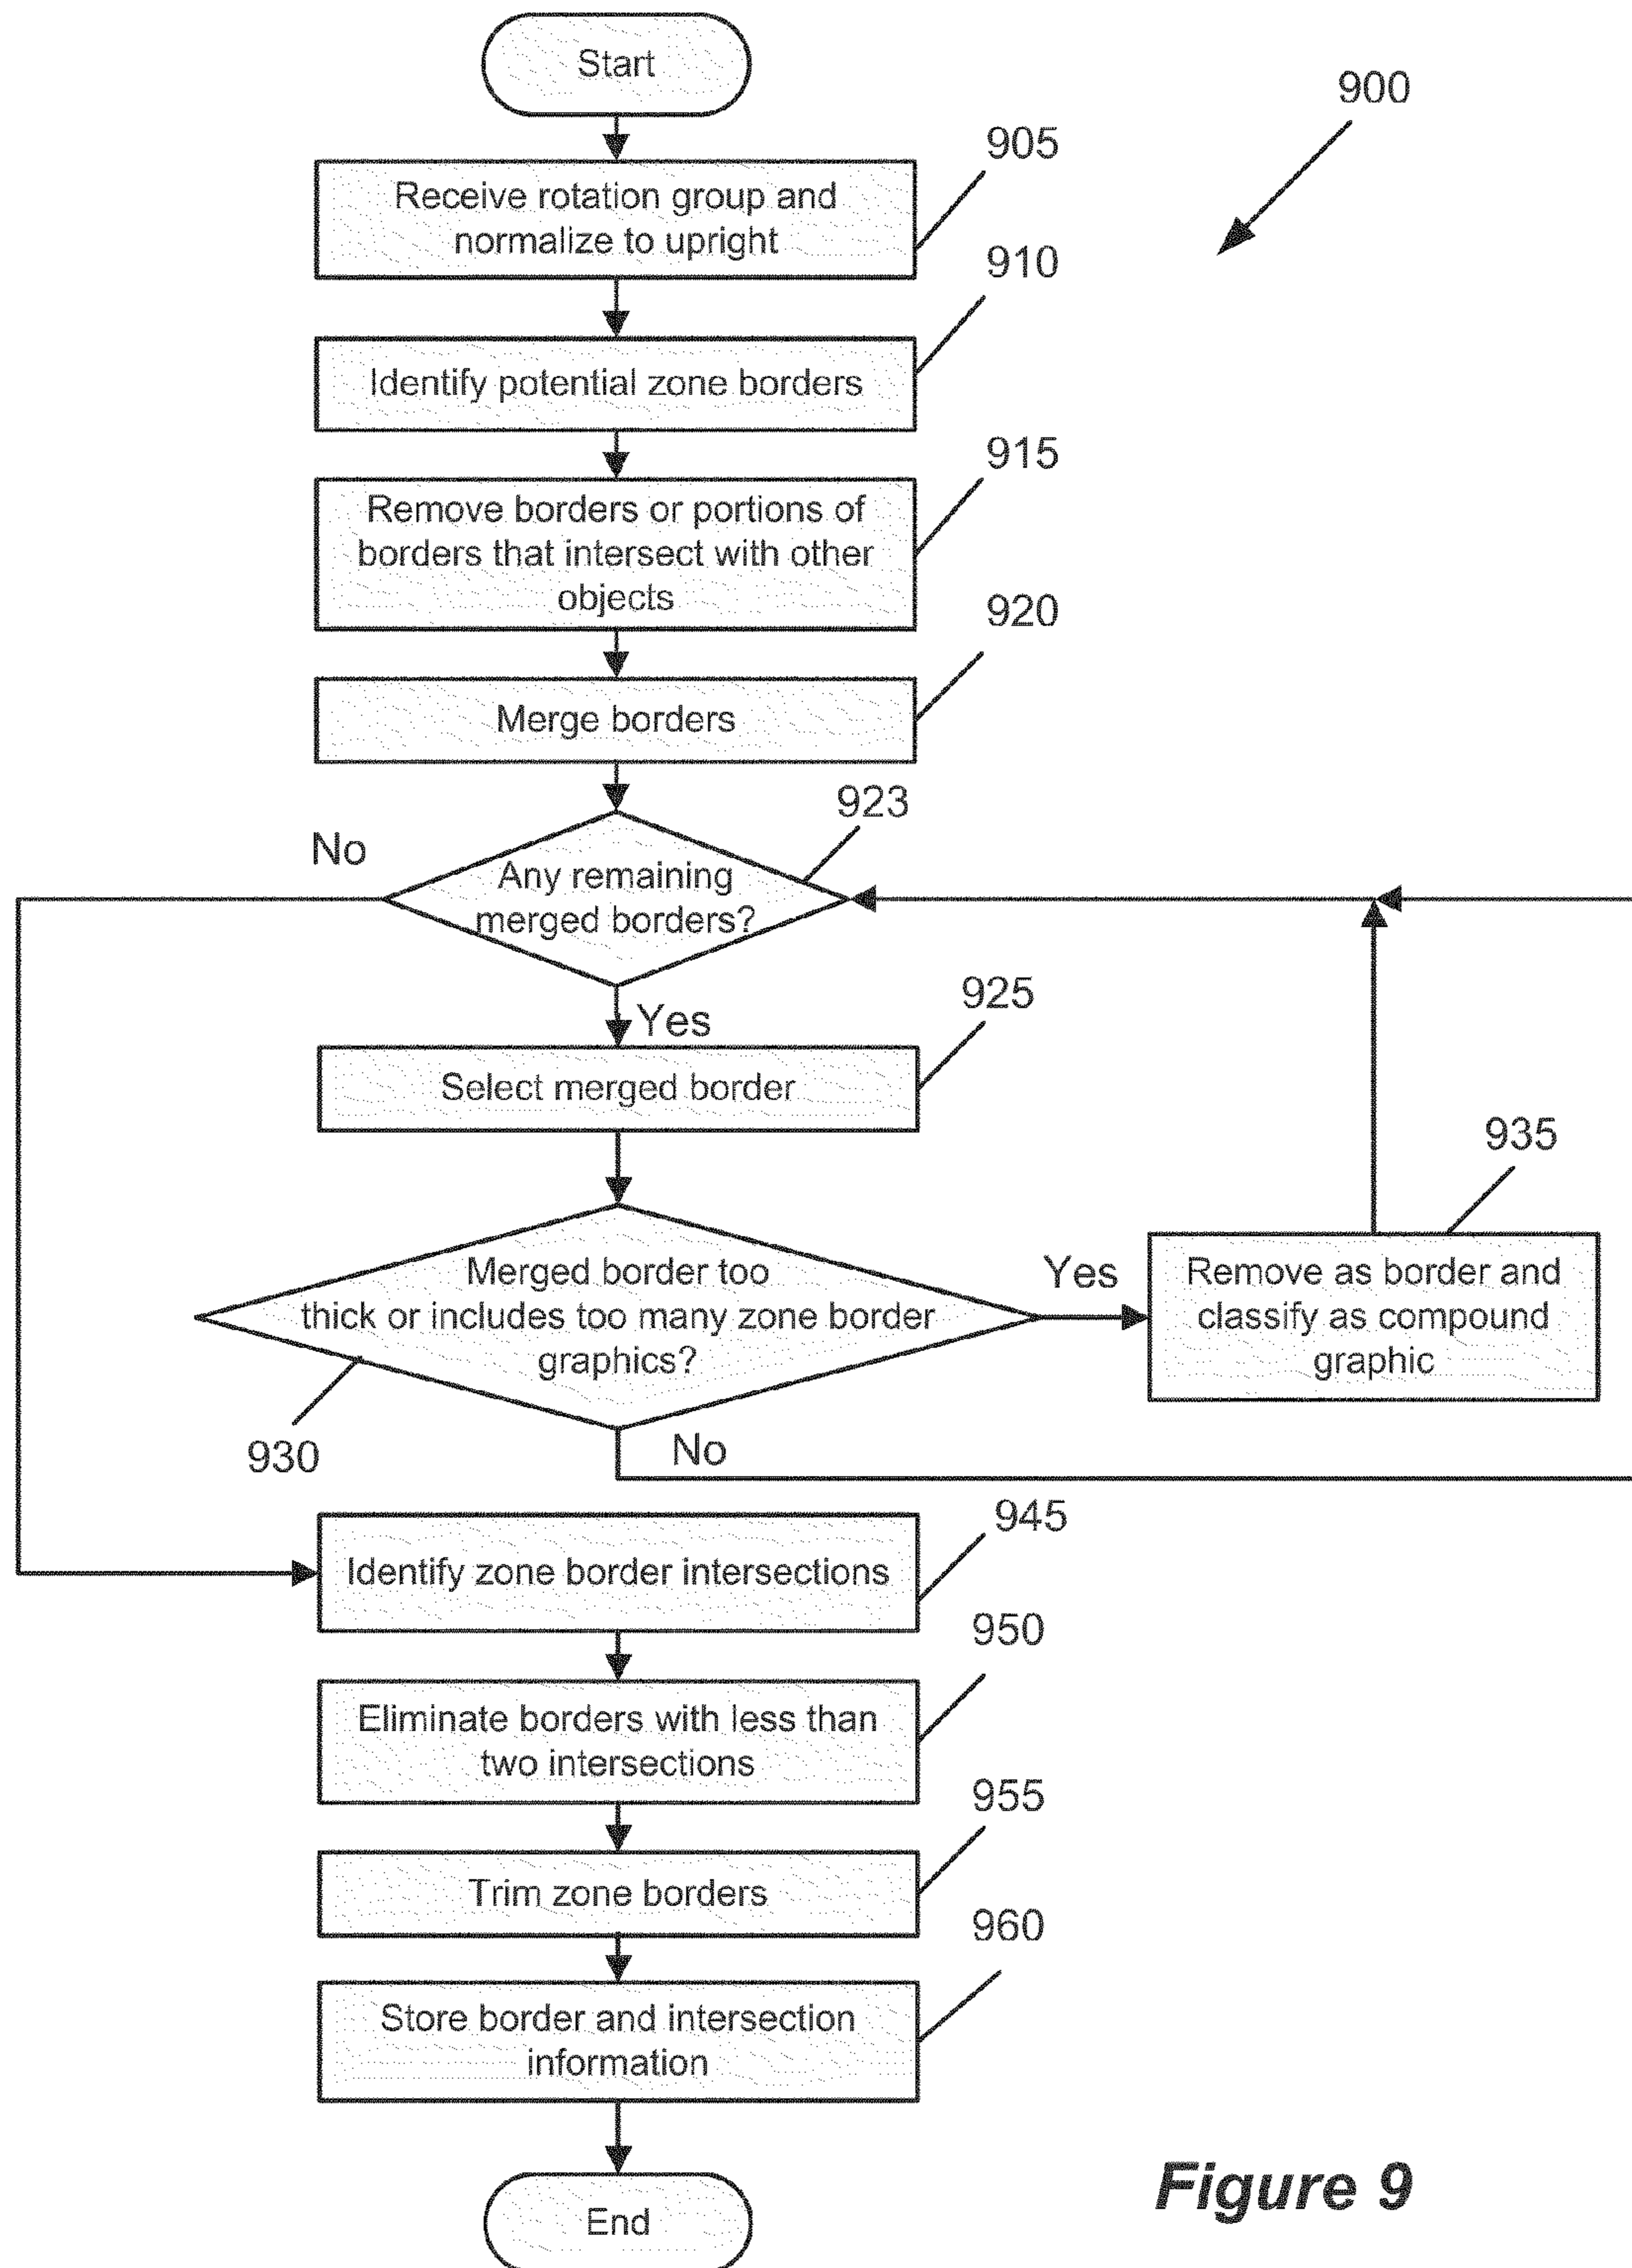 Start
900
905
Receive rotation group and
normalize to upright
910
Identify potential zone borders
915
Remove borders or portions of
borders that intersect with other
objects
920
Merge borders
923
No
Any remaining
merged borders?
Yes
925
Select merged border
935
Merged border too
thick or includes too many zone border
graphics?
Yes
Remove as border and
classify as compound
graphic
930
No
945
Identify zone border intersections
950
Eliminate borders with less than
two intersections
955
Trim zone borders
960
Store border and intersection
information
End
Figure 9